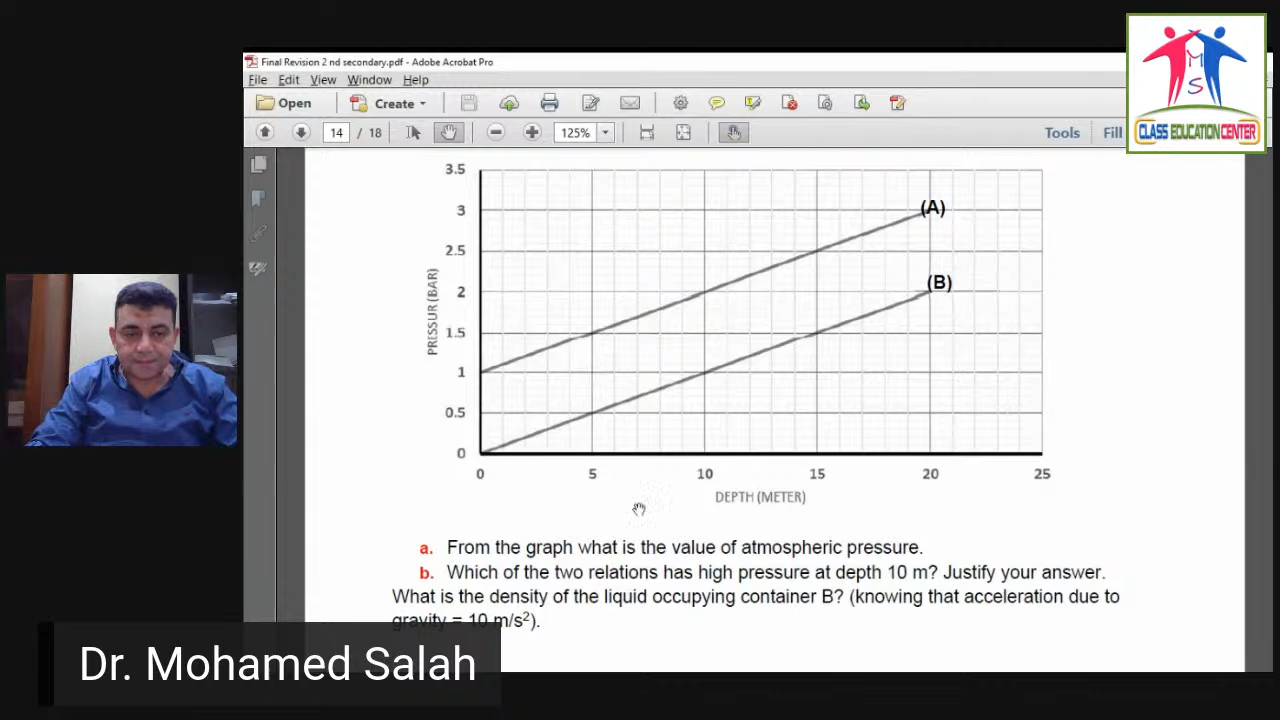 M
S
CLASS EDUCATION CENTER
Final Revision 2 nd secondary.pdf - Adobe Acrobat Pro
File Edit View Window Help
Open Create
14 / 18 125% Tools Fill
3.5
3
2.5
2
1.5
1
0.5
0
PRESSUR (BAR)
(A)
(B)
0 5 10 15 20 25
DEPTH (METER)
a. From the graph what is the value of atmospheric pressure.
b. Which of the two relations has high pressure at depth 10 m? Justify your answer.
What is the density of the liquid occupying container B? (knowing that acceleration due to
gravity = 10 m/s²).
Dr. Mohamed Salah